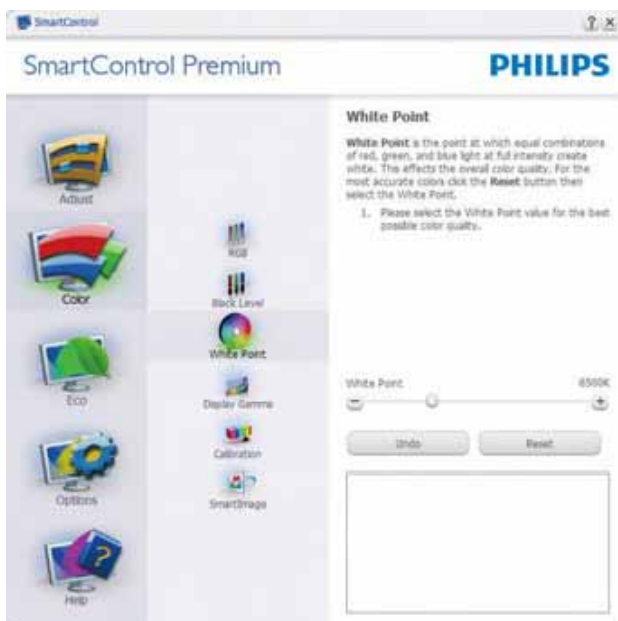 SmartControl
? ×
SmartControl Premium
PHILIPS
Adjust
Color
Eco
Options
Help
RGB
Black Level
White Point
Display Gamma
Calibration
SmartImage
White Point
White Point is the point at which equal combinations
of red, green, and blue light at full intensity create
white. This affects the overall color quality. For the
most accurate colors click the Reset button then
select the White Point.
1. Please select the White Point value for the best
possible color quality.
White Point 6500K
Undo Reset